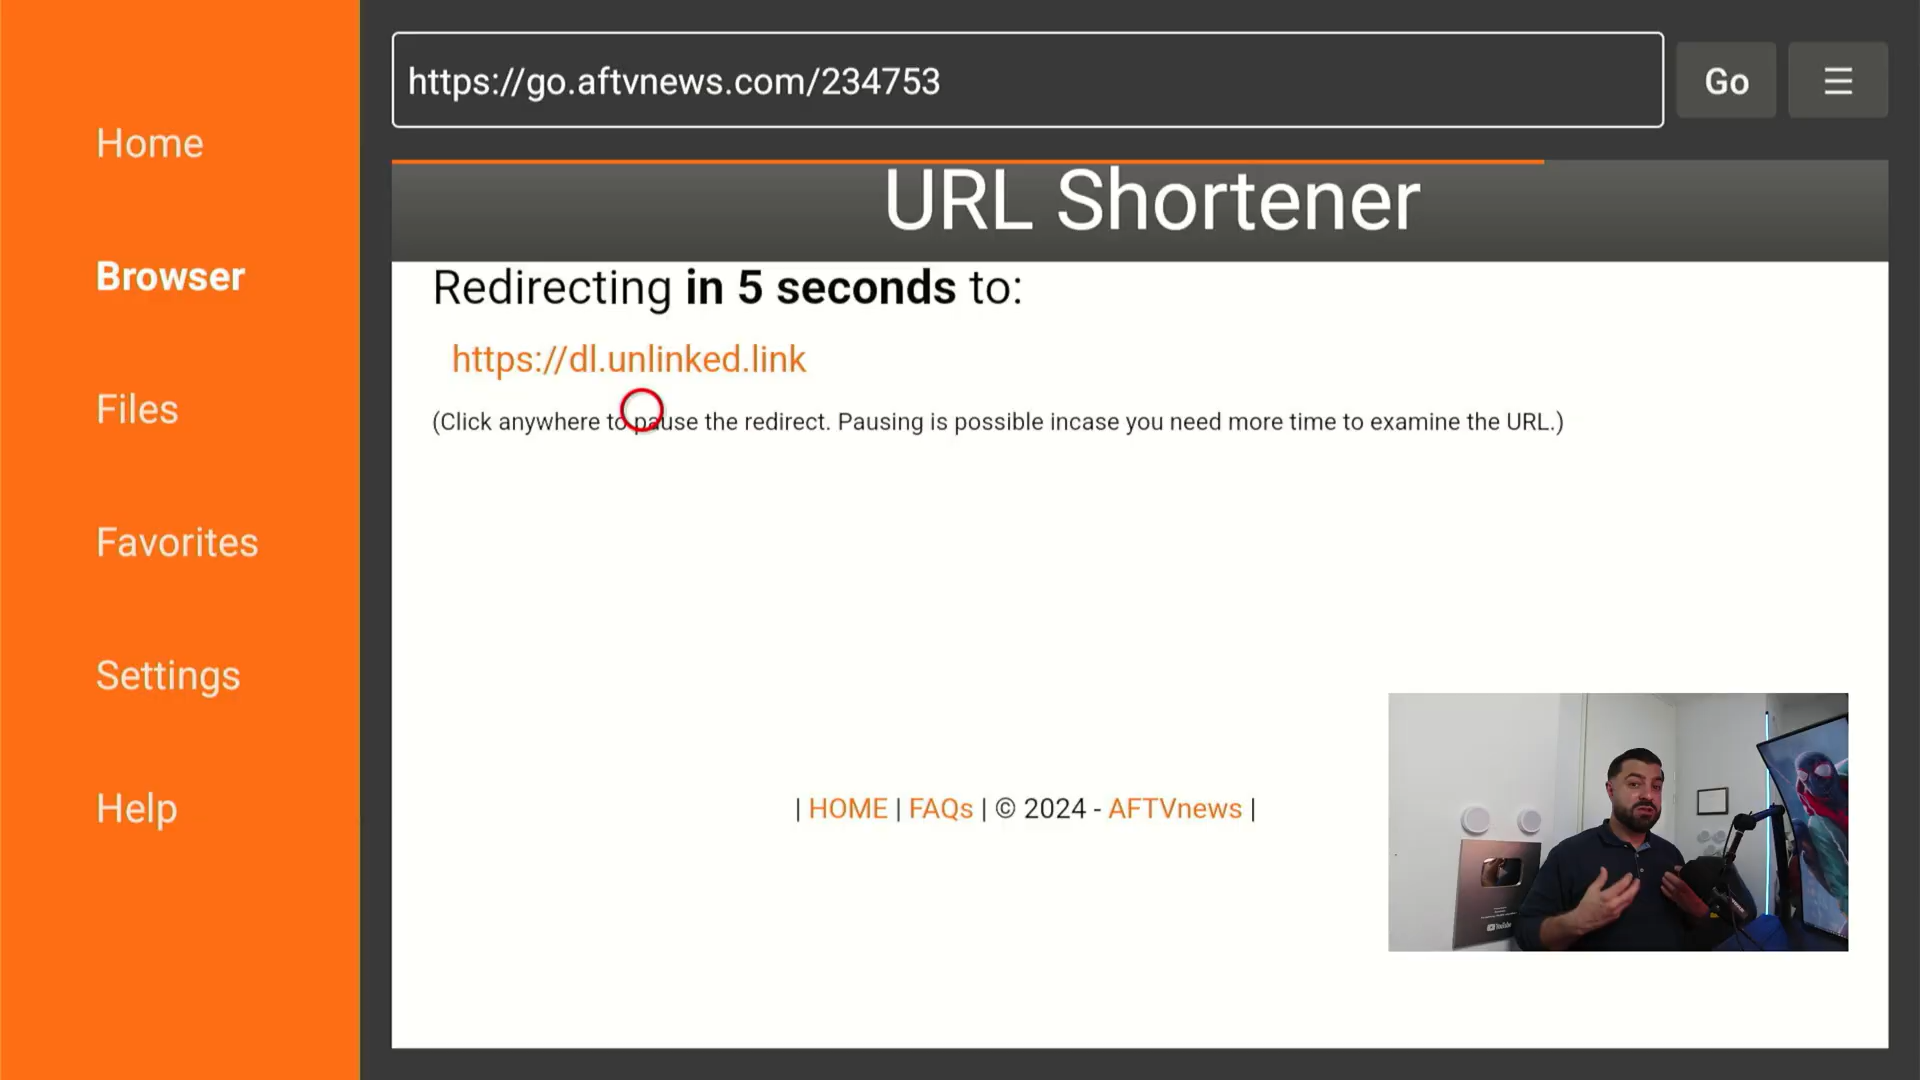 https://go.aftvnews.com/234753
Go
☰
Home
Browser
Files
Favorites
Settings
Help
URL Shortener
Redirecting in 5 seconds to:
https://dl.unlinked.link
(Click anywhere to pause the redirect. Pausing is possible incase you need more time to examine the URL.)
| HOME | FAQs | © 2024 - AFTVnews |
YouTube